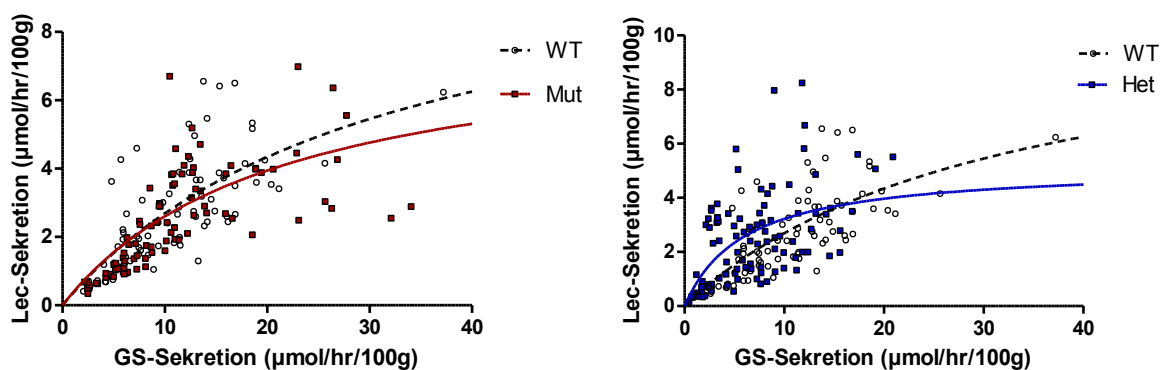 Lec-Sekretion (µmol/hr/100g)
8
6
4
2
0
0 10 20 30 40
GS-Sekretion (µmol/hr/100g)
WT
Mut
Lec-Sekretion (µmol/hr/100g)
10
8
6
4
2
0
0 10 20 30 40
GS-Sekretion (µmol/hr/100g)
WT
Het